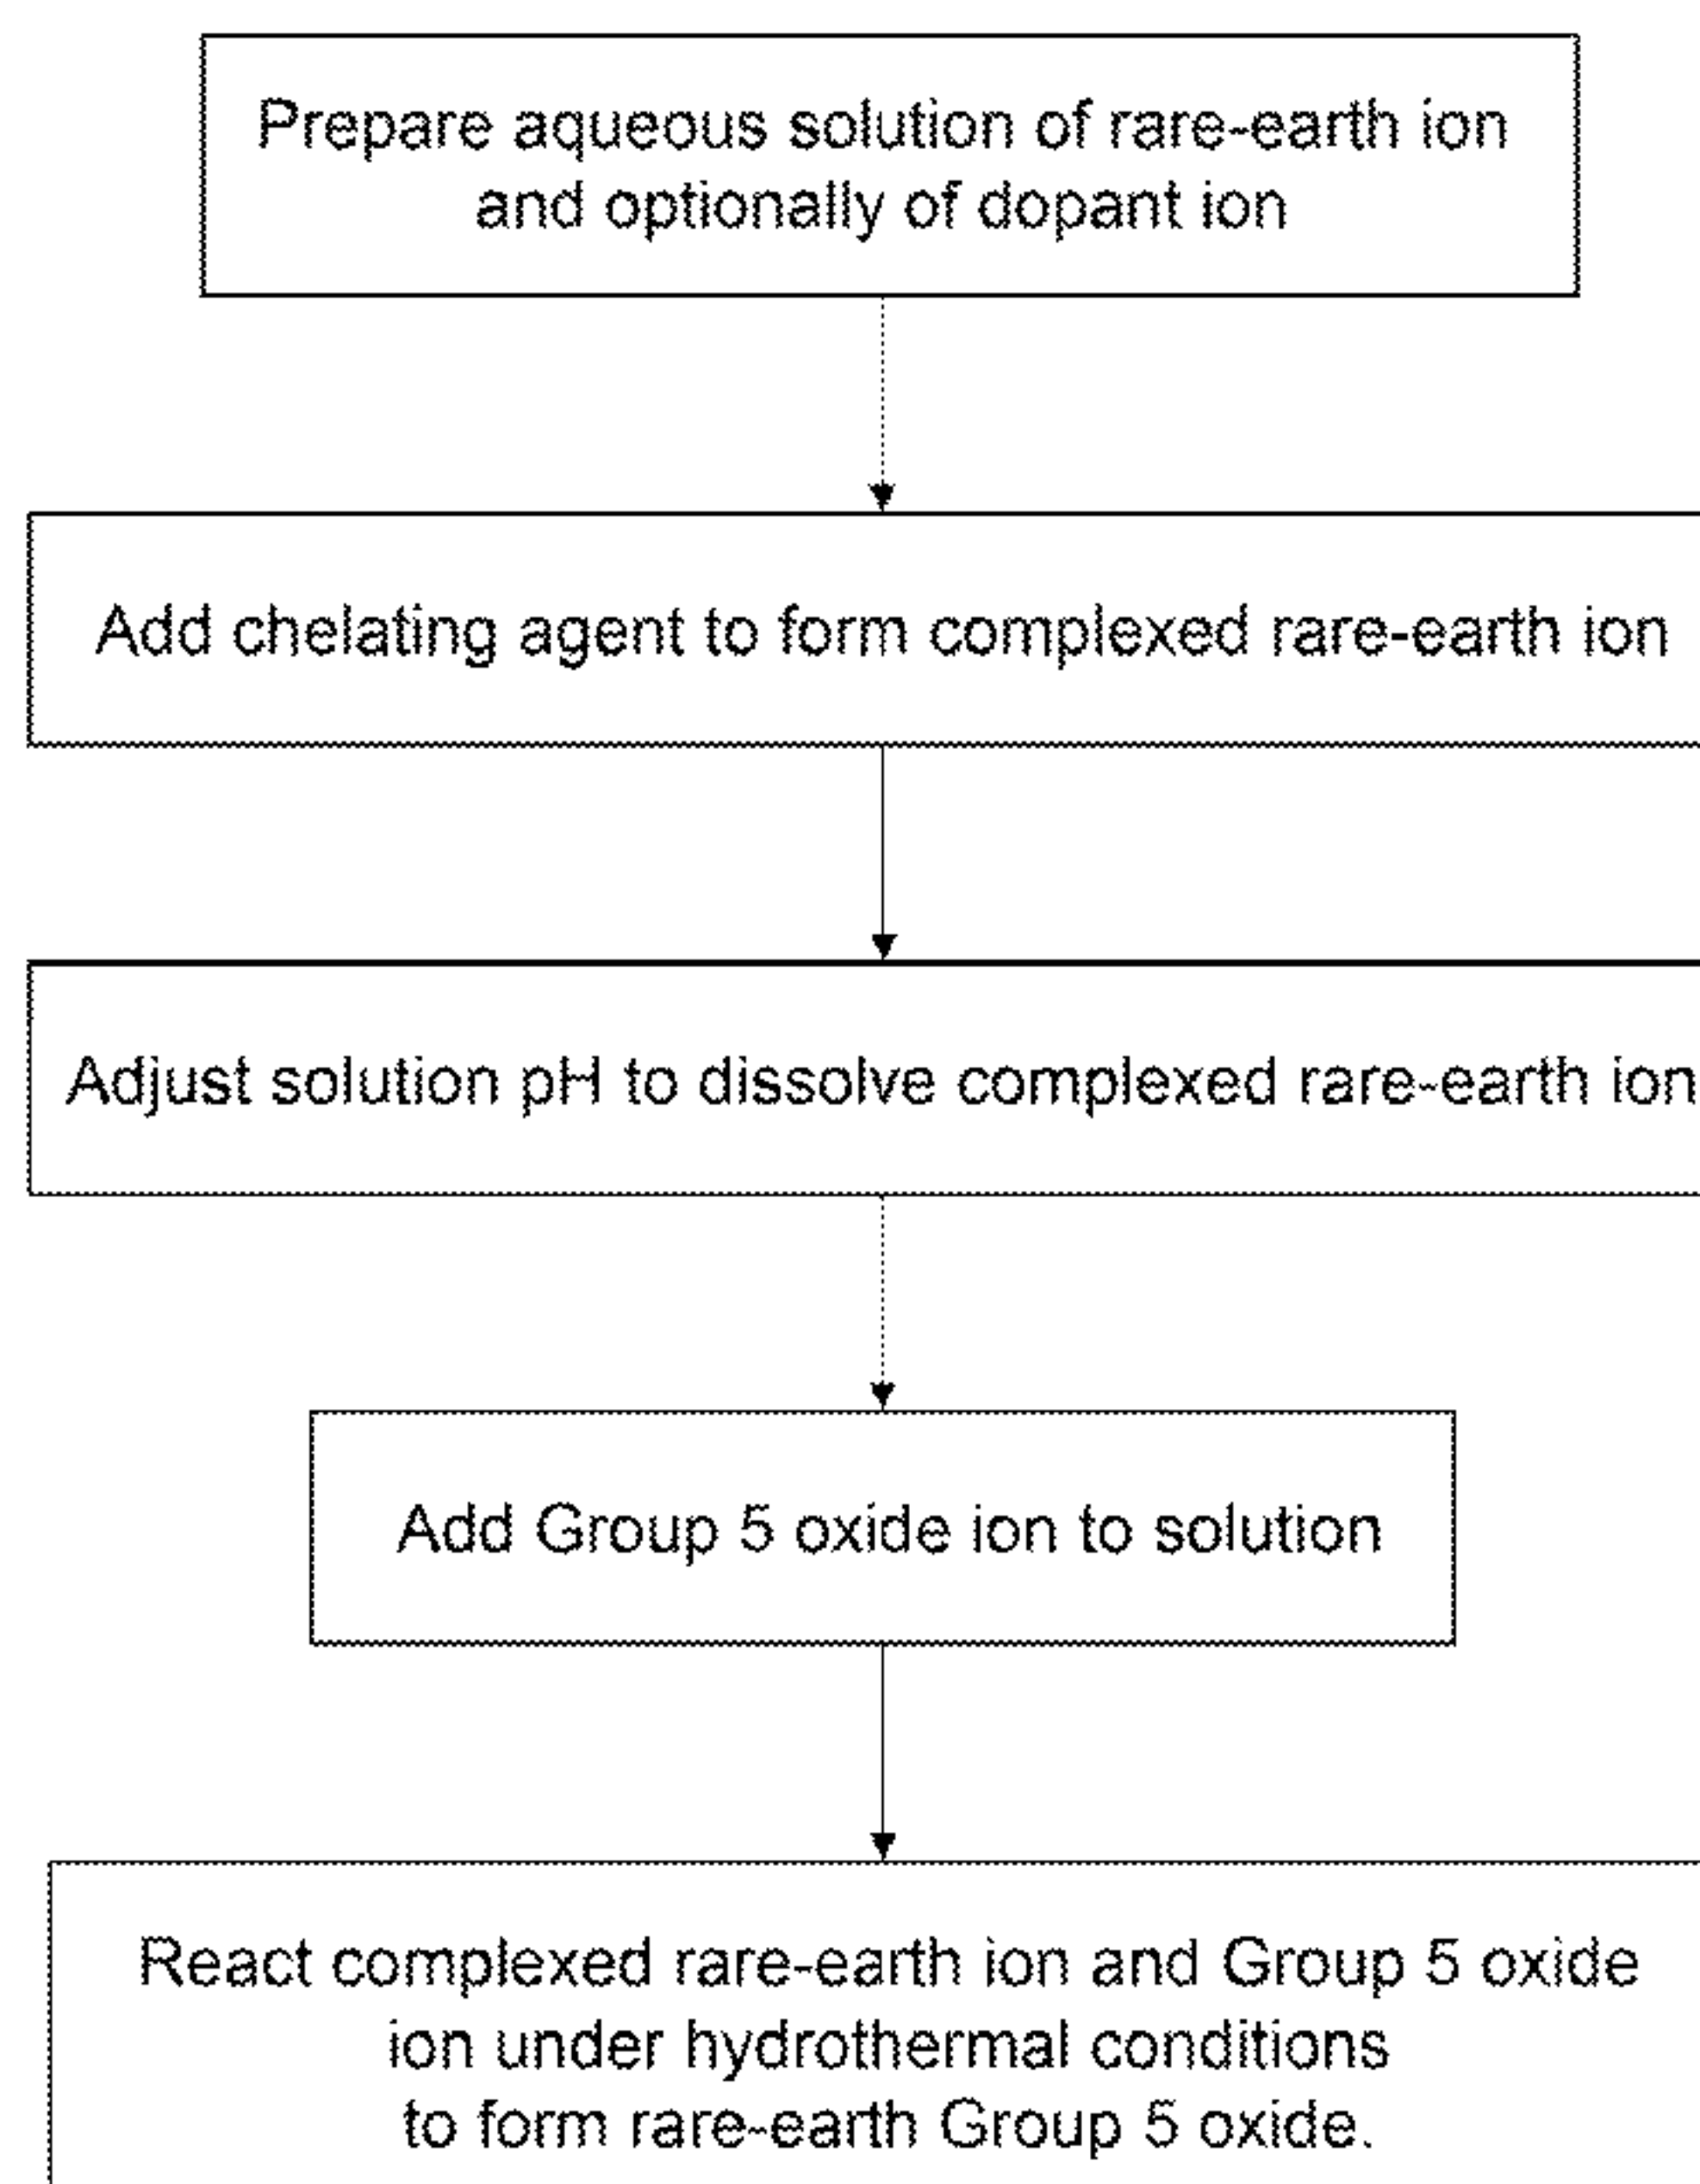 Prepare aqueous solution of rare-earth ion
and optionally of dopant ion
Add chelating agent to form complexed rare-earth ion
Adjust solution pH to dissolve complexed rare-earth ion
Add Group 5 oxide ion to solution
React complexed rare-earth ion and Group 5 oxide
ion under hydrothermal conditions
to form rare-earth Group 5 oxide.